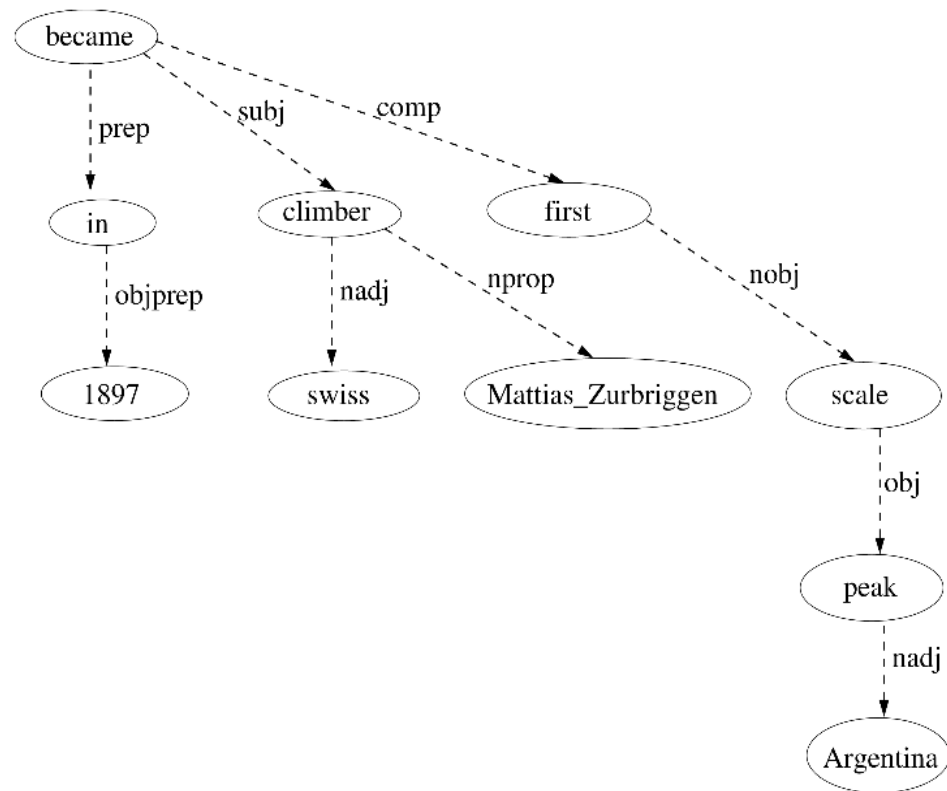 became
subj
comp
prep
in
climber
first
objprep
nadj
nprop
nobj
1897
swiss
Mattias_Zurbriggen
scale
obj
peak
nadj
Argentina